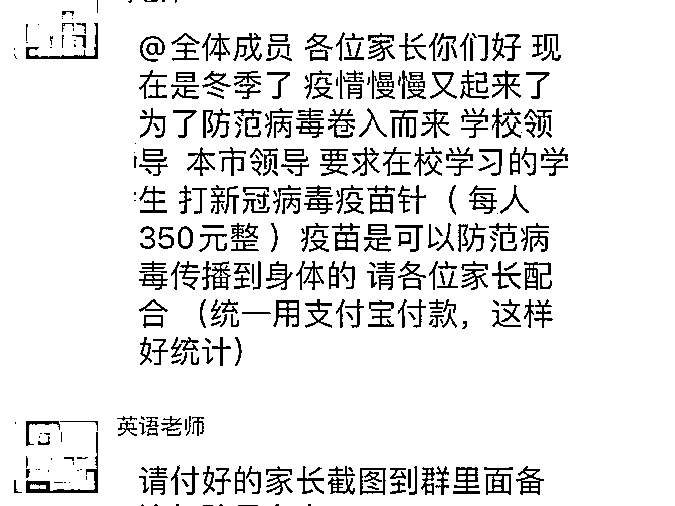 @全体成员 各位家长你们好 现
在是冬季了 疫情慢慢又起来了
为了防范病毒卷入而来 学校领
导 本市领导 要求在校学习的学
生 打新冠病毒疫苗针（ 每人
350元整 ）疫苗是可以防范病
毒传播到身体的 请各位家长配
合 （统一用支付宝付款，这样
好统计）
英语老师
请付好的家长截图到群里面备